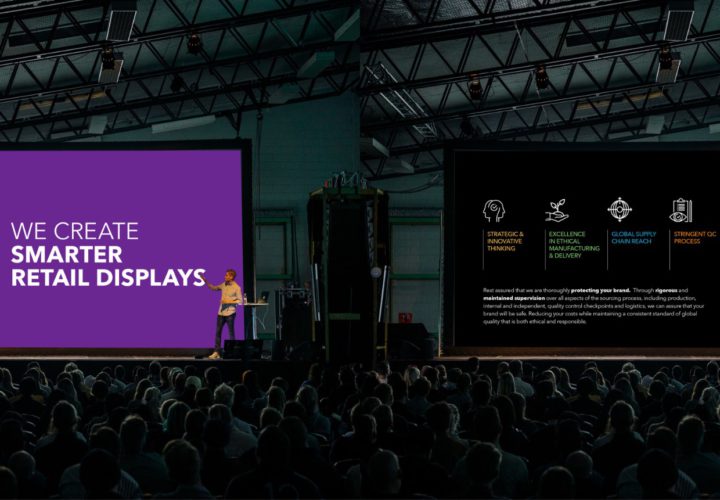 WE CREATE
SMARTER
RETAIL DISPLAYS
STRATEGIC &
INNOVATIVE
THINKING
EXCELLENCE
IN ETHICAL
MANUFACTURING
& DELIVERY
GLOBAL SUPPLY
CHAIN REACH
STRINGENT QC
PROCESS
Rest assured that we are thoroughly protecting your brand. Through rigorous and
maintained supervision over all aspects of the sourcing process, including production,
internal and independent, quality control checkpoints and logistics, we can assure that your
brand will be safe. Reducing your costs while maintaining a consistent standard of global
quality that is both ethical and responsible.